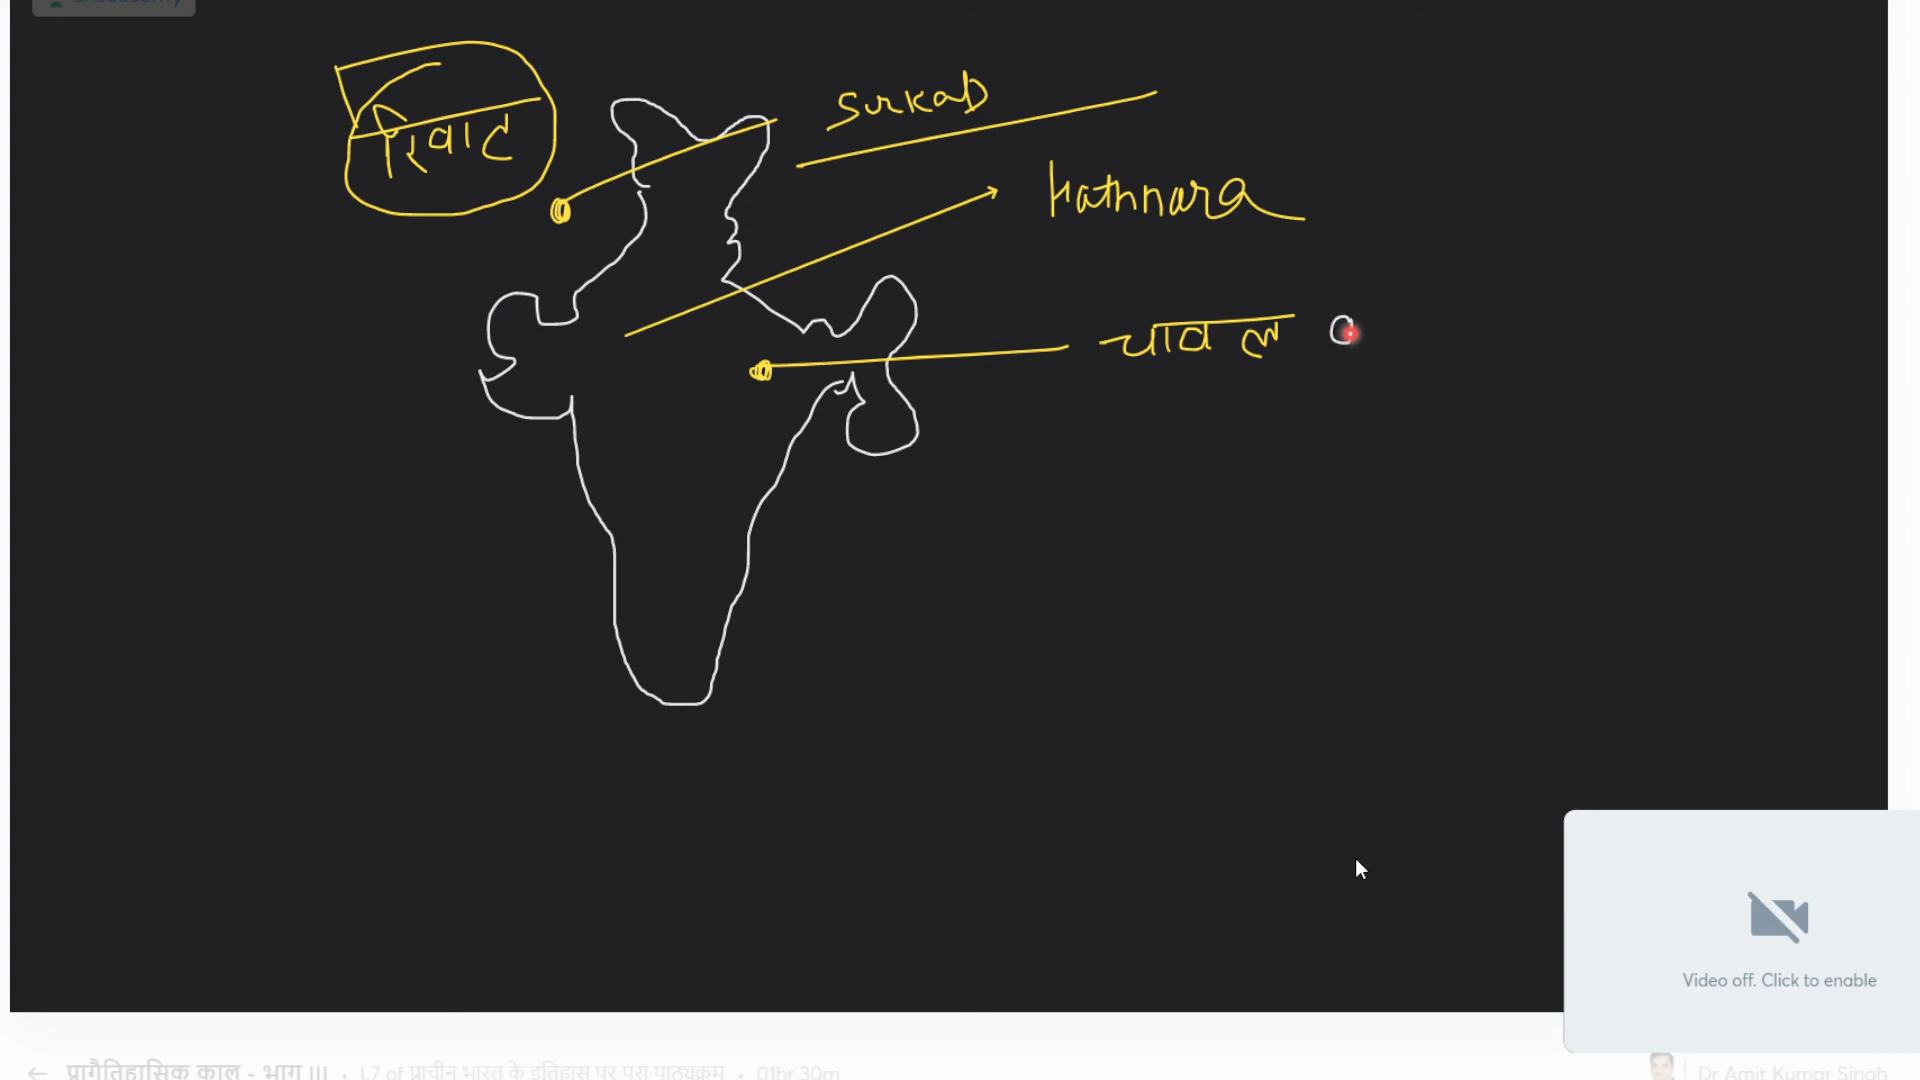 रिवाट
Surkab
Hathnara
चावल
Video off. Click to enable
प्रागैतिहासिक काल - भाग III • L7 of प्राचीन भारत के इतिहास पर पूरा पाठ्यक्रम • 01hr 30m
Dr Amit Kumar Singh